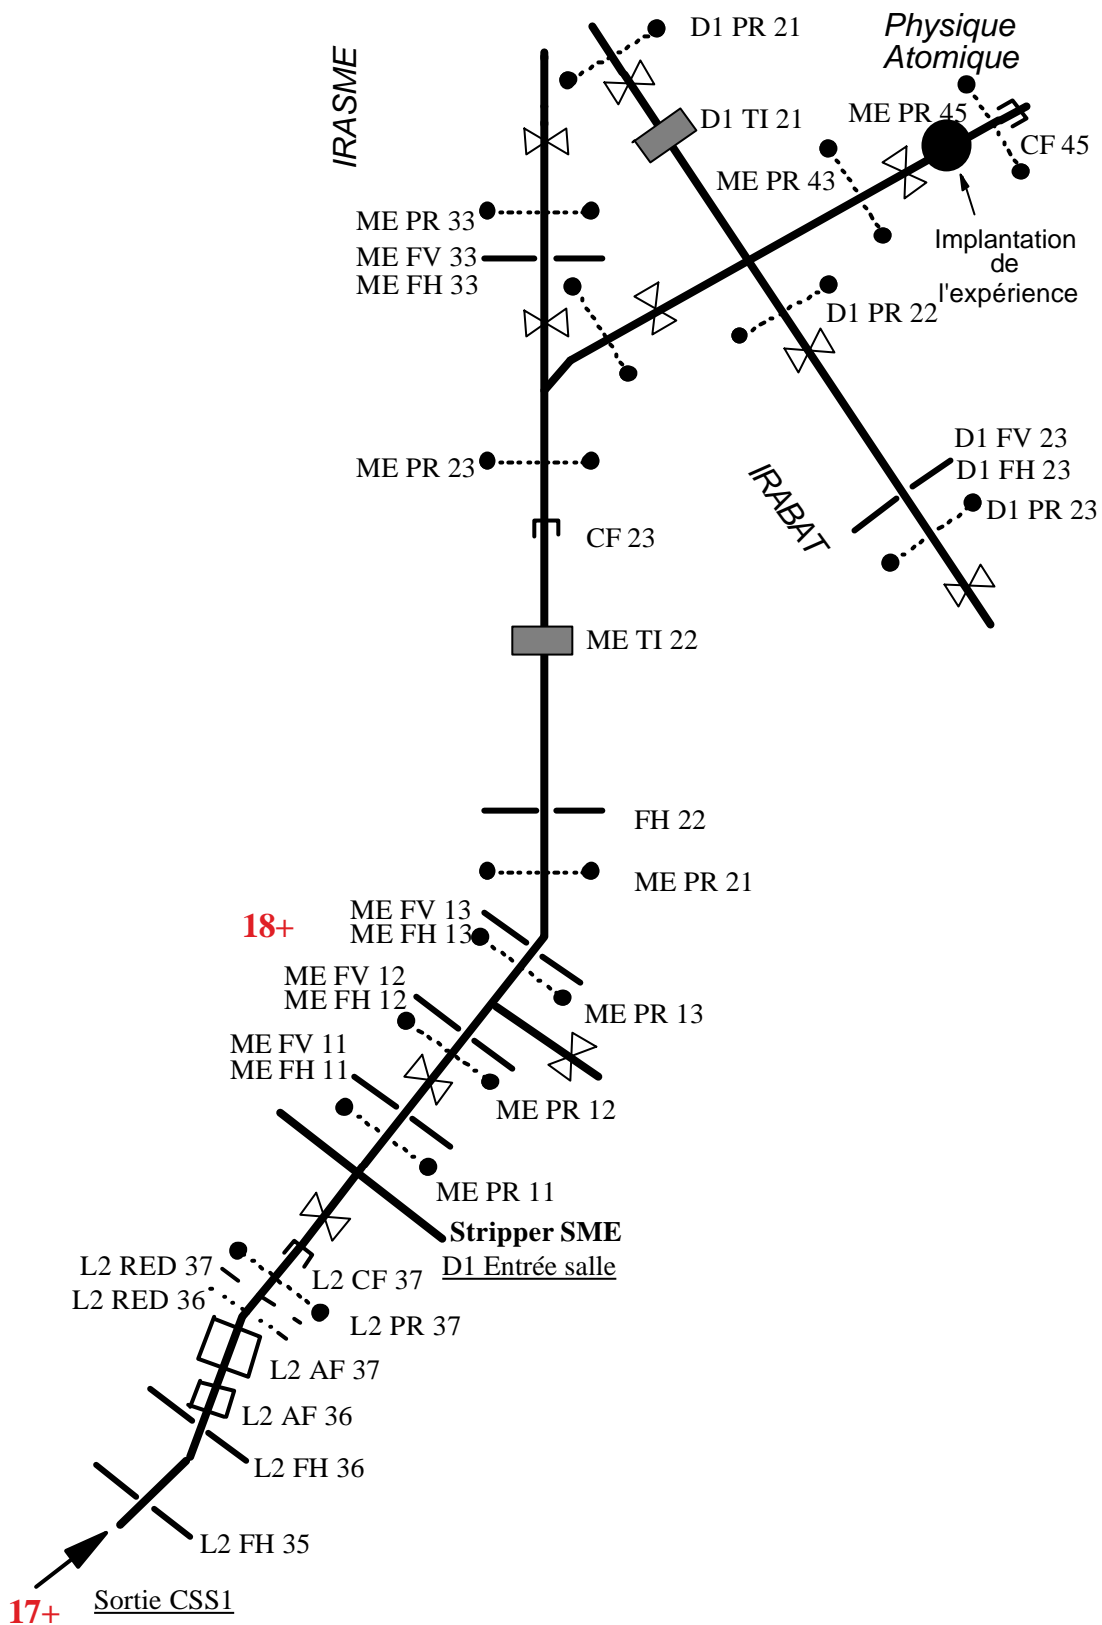 Physique
Atomique
D1 PR 21
IRASME
D1 TI 21
ME PR 45
CF 45
ME PR 43
ME PR 33
ME FV 33
ME FH 33
Implantation
de
l'expérience
D1 PR 22
D1 FV 23
D1 FH 23
ME PR 23
IRABAT
D1 PR 23
CF 23
ME TI 22
FH 22
ME PR 21
ME FV 13
ME FH 13
18+
ME FV 12
ME FH 12
ME PR 13
ME FV 11
ME FH 11
ME PR 12
ME PR 11
Stripper SME
D1 Entrée salle
L2 RED 37
L2 CF 37
L2 RED 36
L2 PR 37
L2 AF 37
L2 AF 36
L2 FH 36
L2 FH 35
Sortie CSS1
17+